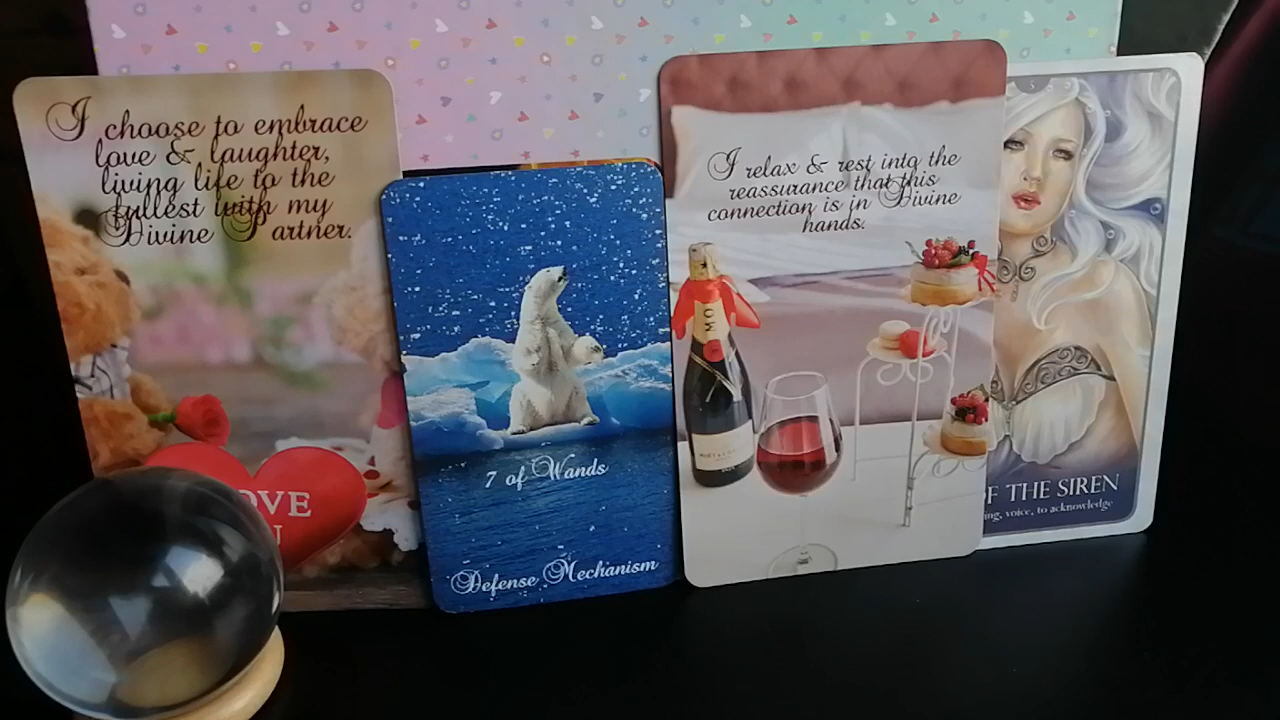 I choose to embrace
love & laughter,
living life to the
fullest with my
Divine Partner.
OVE
7 of Wands
Defense Mechanism
I relax & rest into the
reassurance that this
connection is in Divine
hands.
MO
OF THE SIREN
ing, voice, to acknowledge